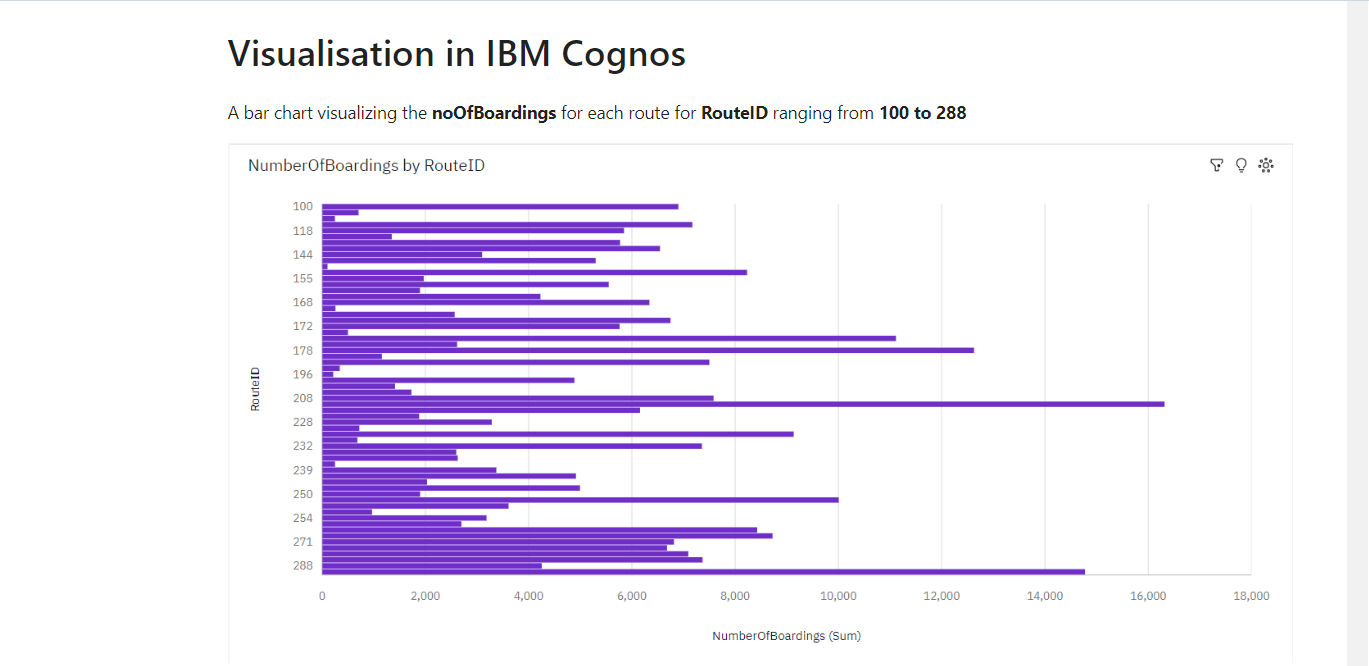 Visualisation in IBM Cognos
A bar chart visualizing the noOfBoardings for each route for RouteID ranging from 100 to 288
NumberOfBoardings by RouteID
100
118
144
155
168
172
178
196
208
228
232
239
250
254
271
288
RouteID
0 2,000 4,000 6,000 8,000 10,000 12,000 14,000 16,000 18,000
NumberOfBoardings (Sum)